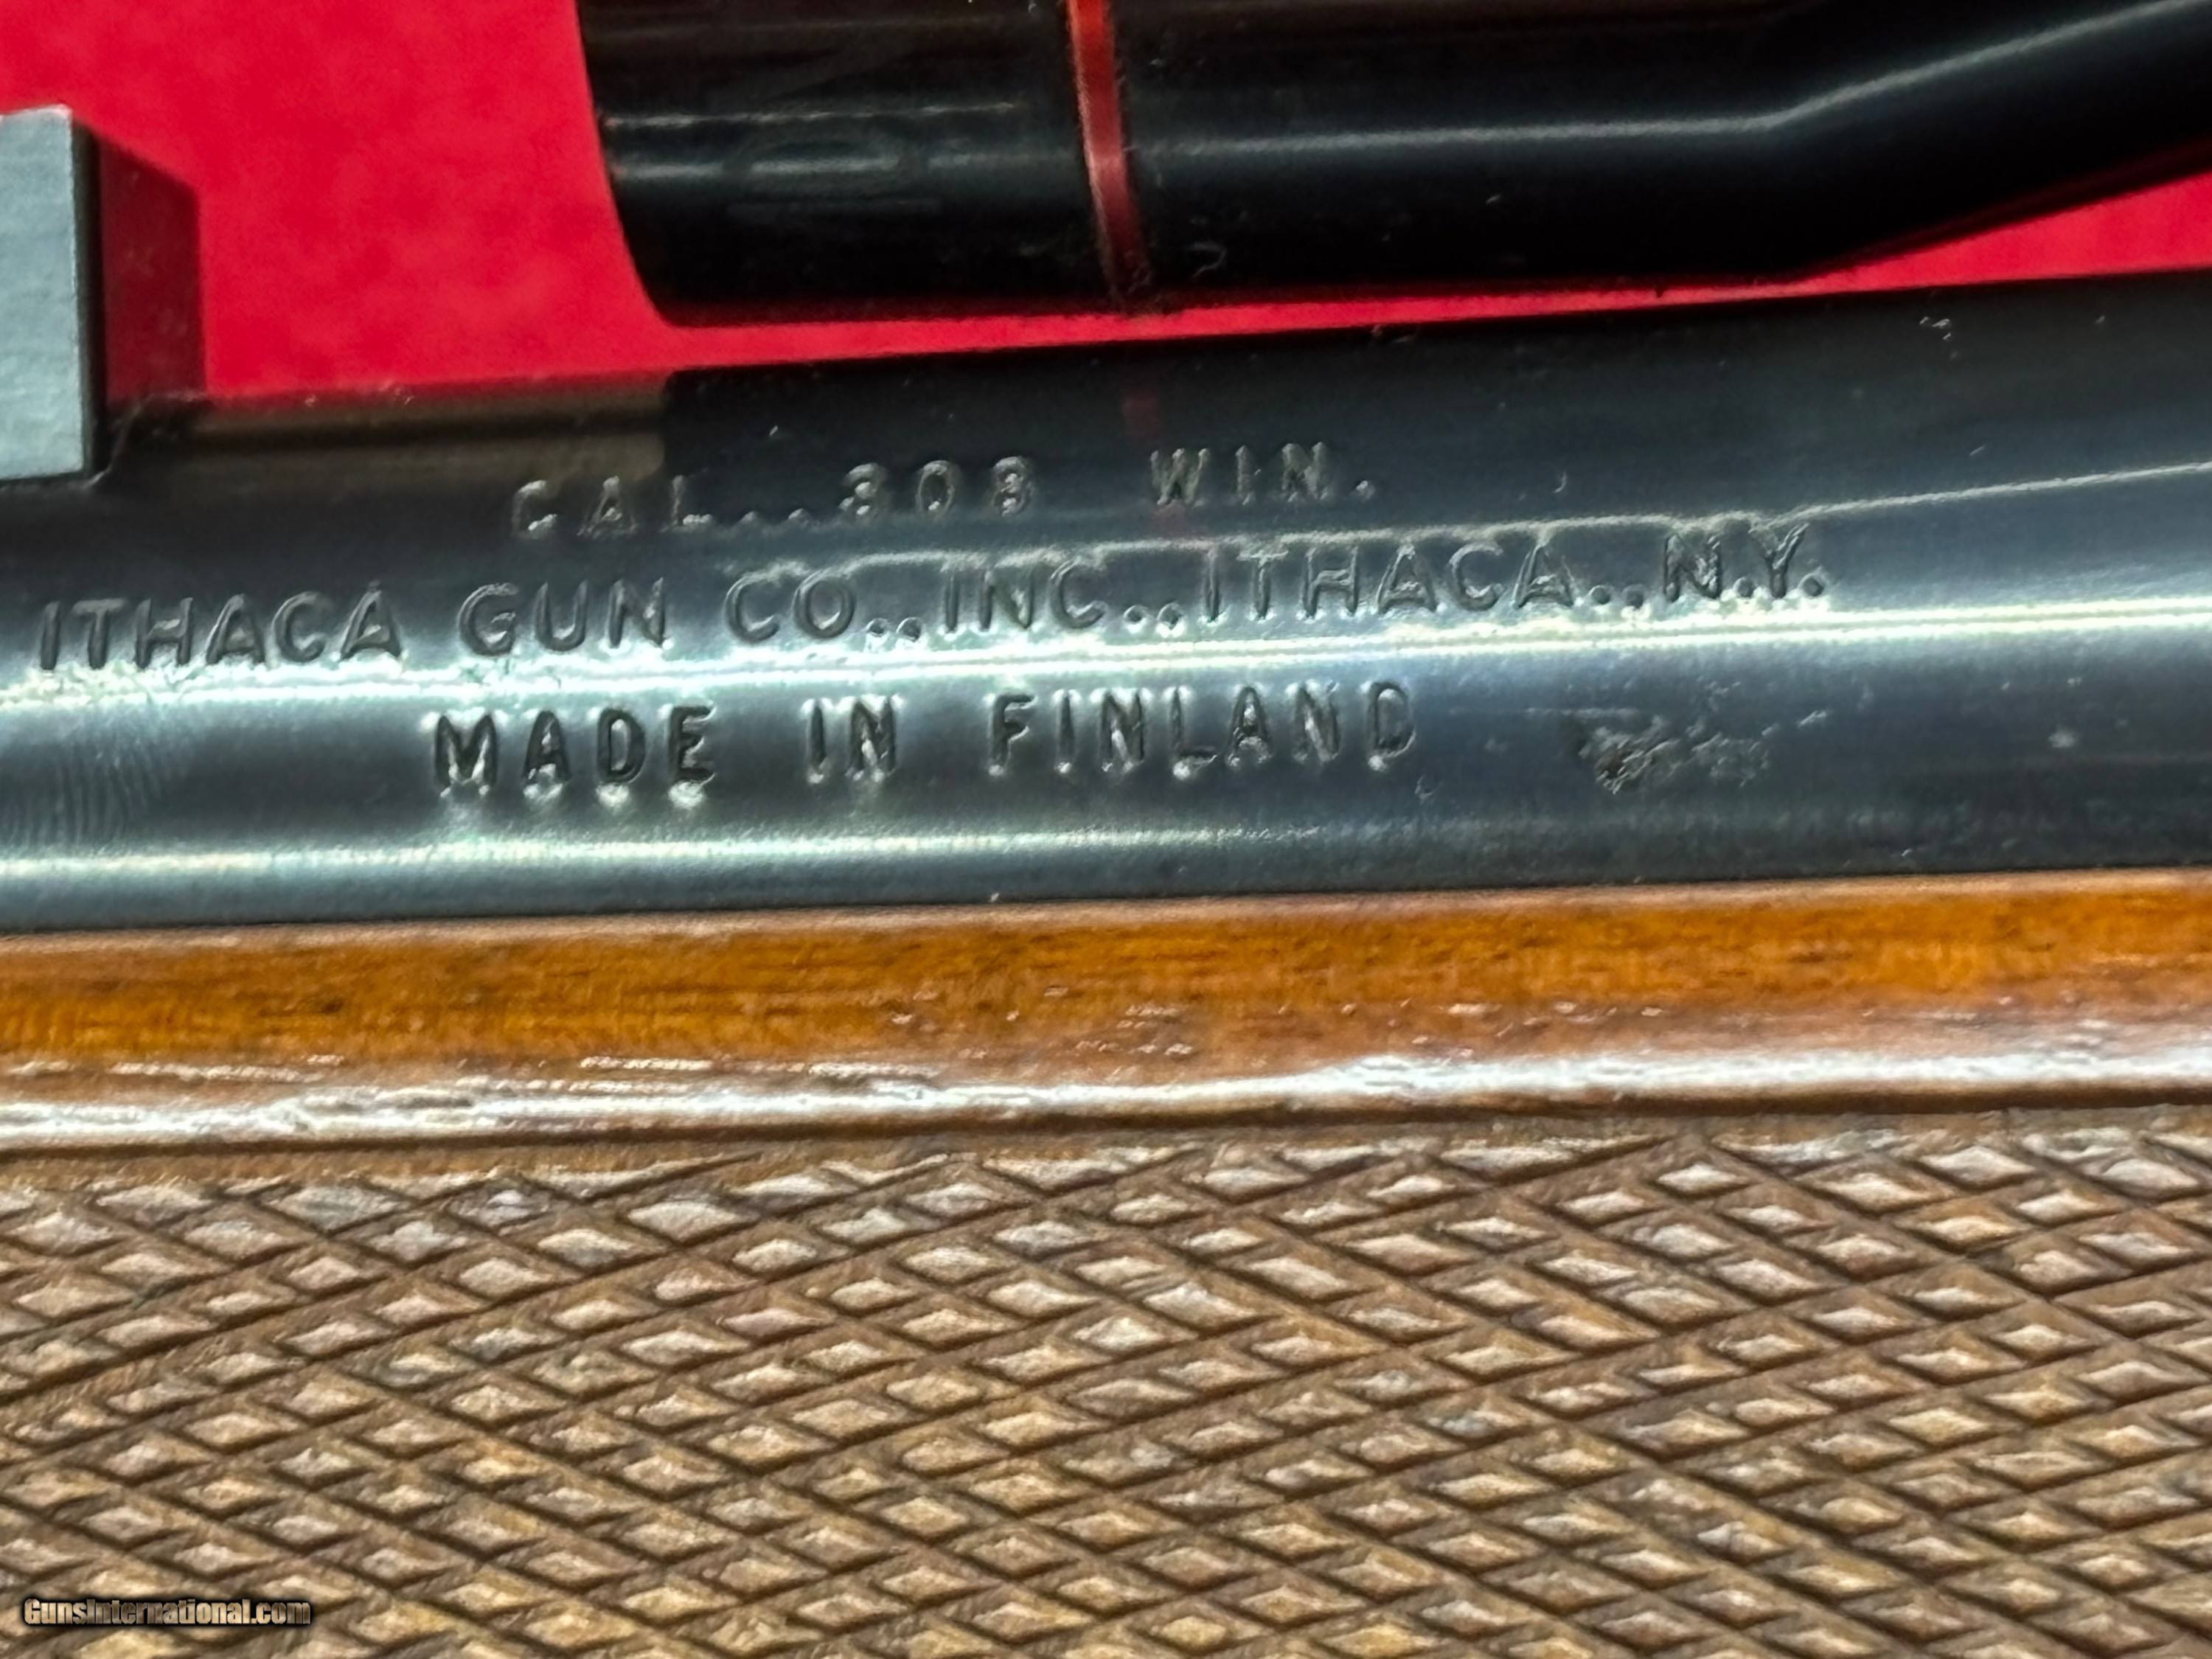 CAL..308 WIN.
ITHACA GUN CO.,INC.,ITHACA.,N.Y.
MADE IN FINLAND
GunsInternational.com